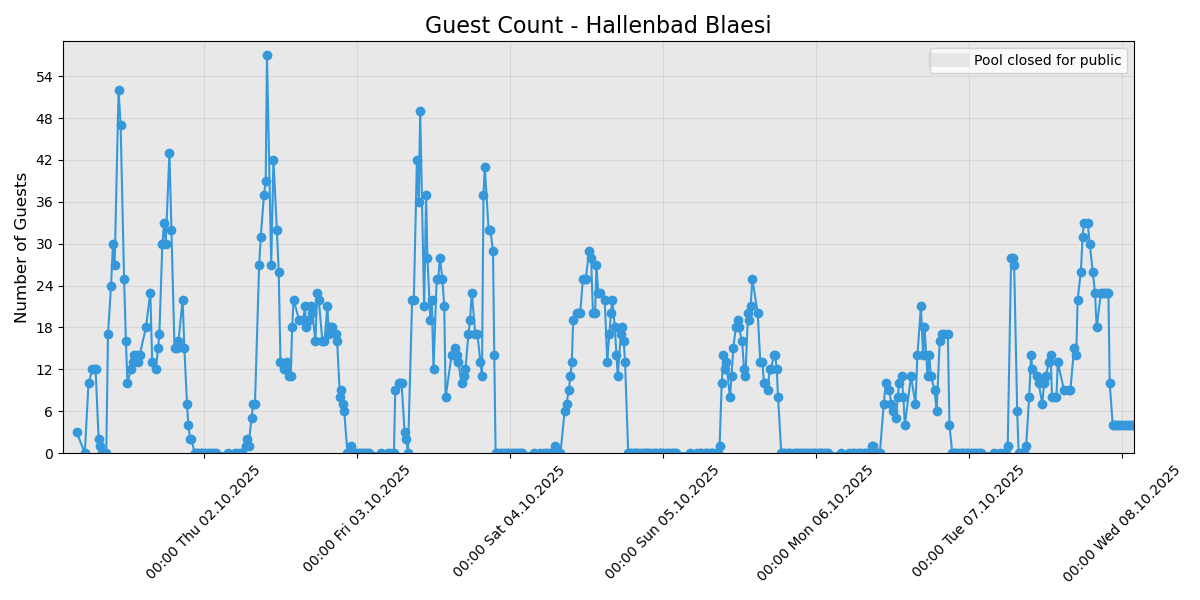 Guest Count - Hallenbad Blaesi
Pool closed for public
Number of Guests
54
48
42
36
30
24
18
12
6
0
00:00 Thu 02.10.2025
00:00 Fri 03.10.2025
00:00 Sat 04.10.2025
00:00 Sun 05.10.2025
00:00 Mon 06.10.2025
00:00 Tue 07.10.2025
00:00 Wed 08.10.2025